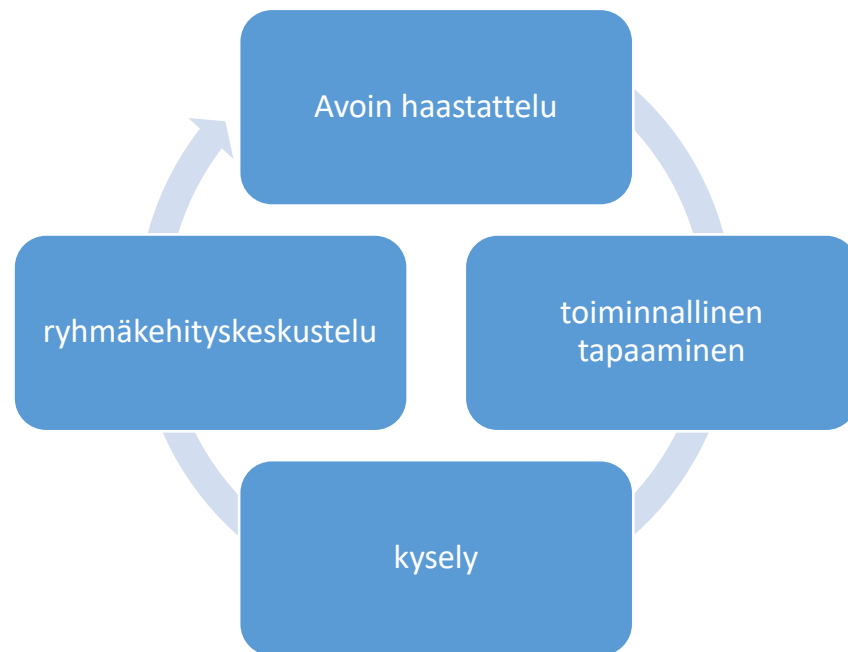 Avoin haastattelu
toiminnallinen
tapaaminen
kysely
ryhmäkehityskeskustelu